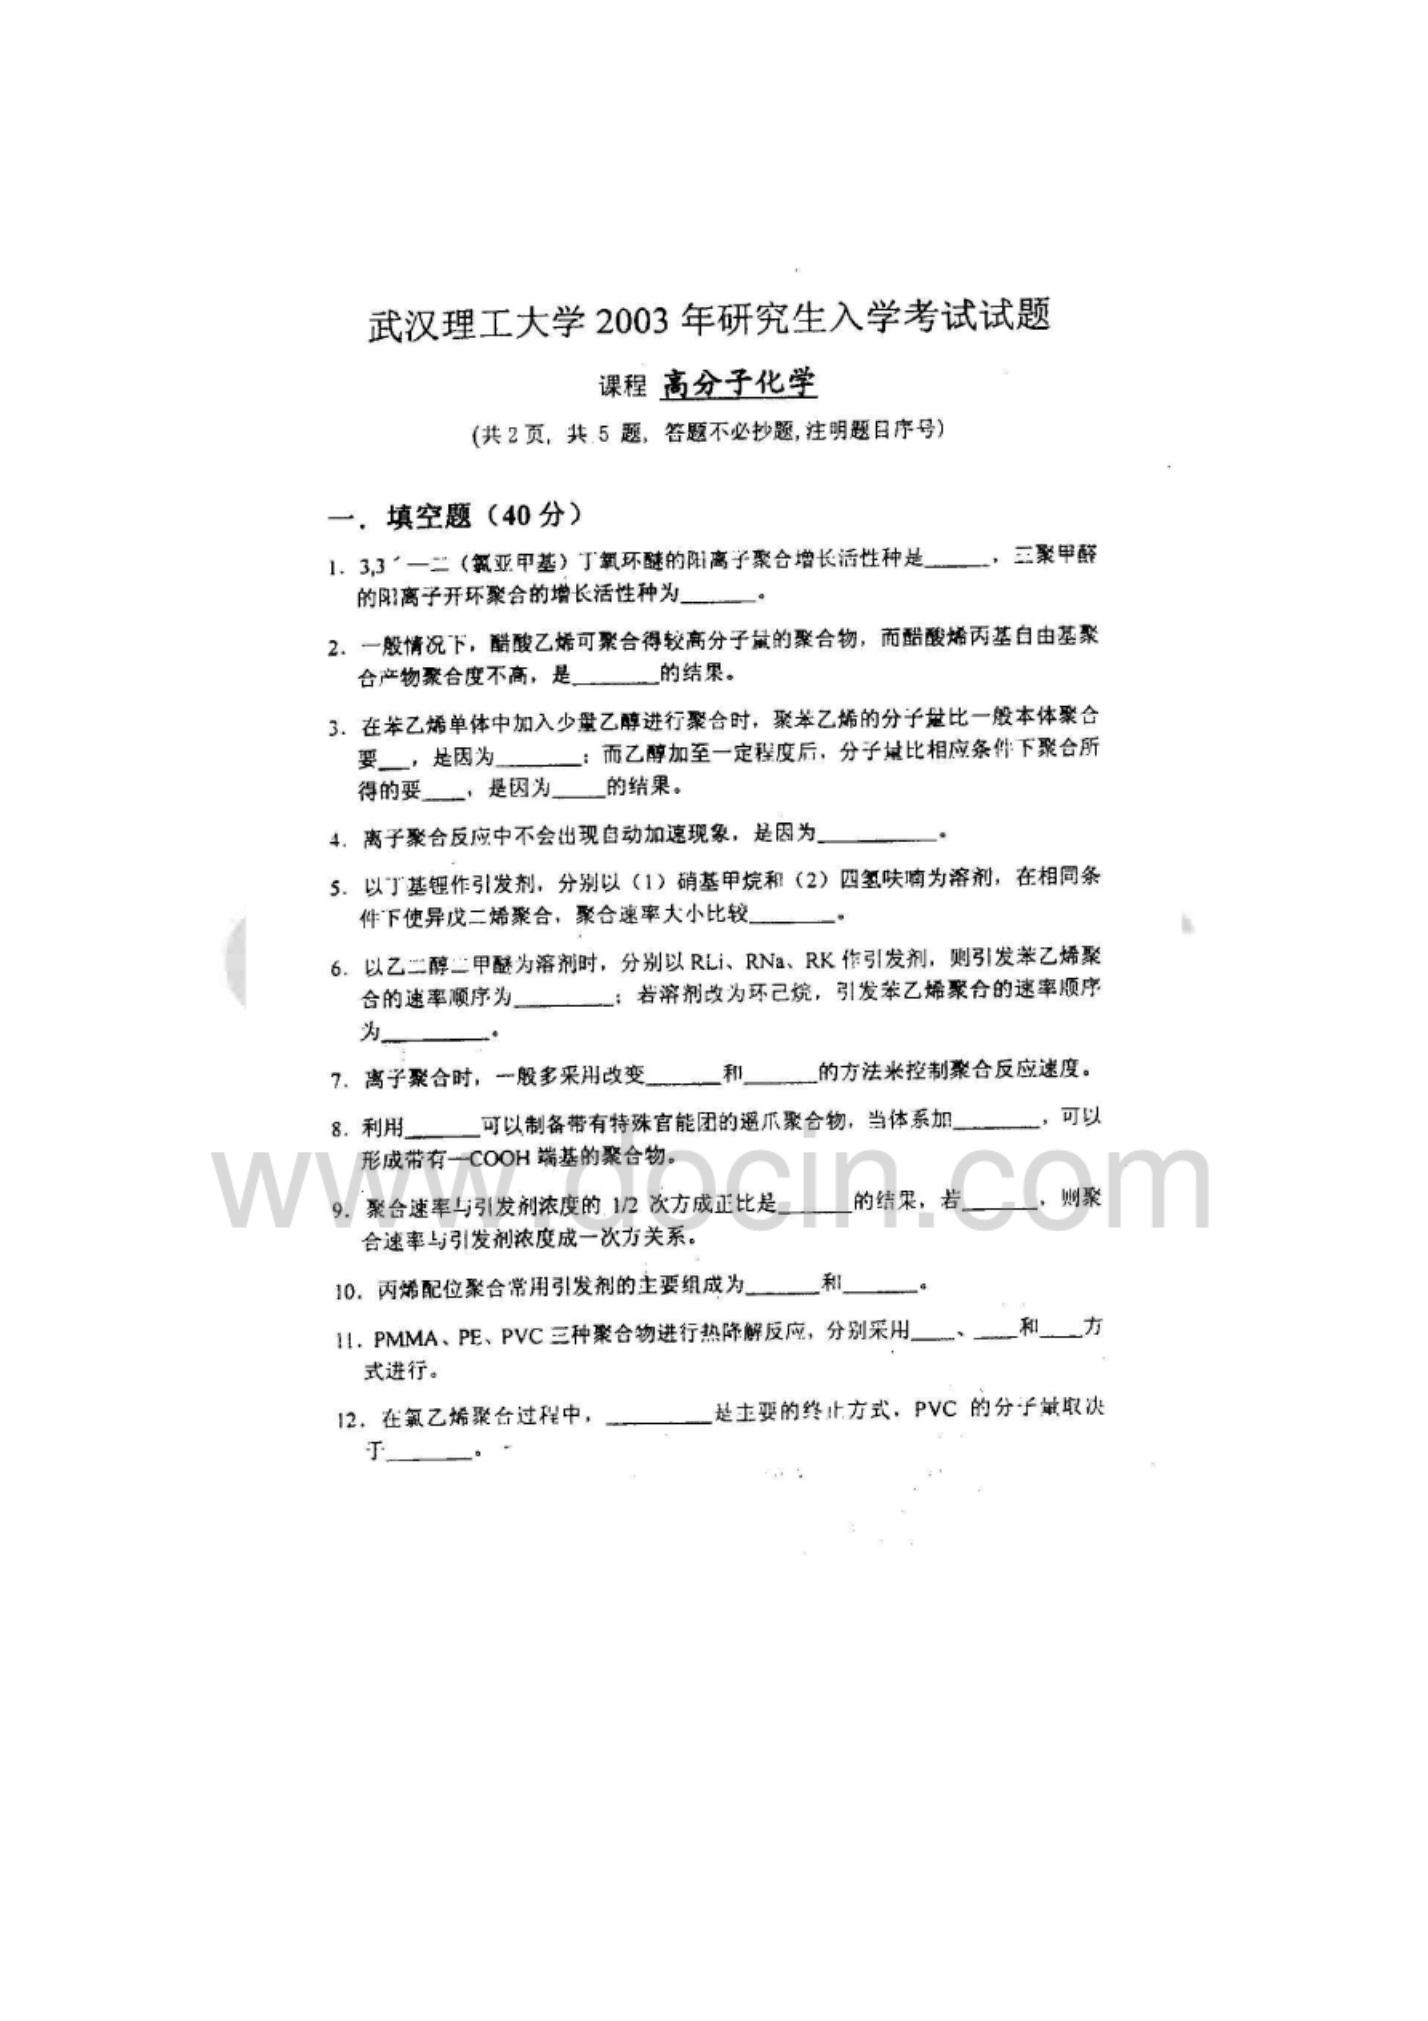 武汉理工大学 2003 年研究生入学考试试题
课程 高分子化学
(共 2 页, 共 5 题, 答题不必抄题,注明题目序号)
一. 填空题（40 分）
1. 3,3´—二（氯亚甲基）丁氧环醚的阳离子聚合增长活性种是______，三聚甲醛
的阳离子开环聚合的增长活性种为_______。
2. 一般情况下，醋酸乙烯可聚合得较高分子量的聚合物，而醋酸烯丙基自由基聚
合产物聚合度不高，是________的结果。
3. 在苯乙烯单体中加入少量乙醇进行聚合时，聚苯乙烯的分子量比一般本体聚合
要___，是因为________；而乙醇加至一定程度后，分子量比相应条件下聚合所
得的要____，是因为_____的结果。
4. 离子聚合反应中不会出现自动加速现象，是因为___________。
5. 以丁基锂作引发剂，分别以（1）硝基甲烷和（2）四氢呋喃为溶剂，在相同条
件下使异戊二烯聚合，聚合速率大小比较________。
6. 以乙二醇二甲醚为溶剂时，分别以 RLi、RNa、RK 作引发剂，则引发苯乙烯聚
合的速率顺序为_________；若溶剂改为环己烷，引发苯乙烯聚合的速率顺序
为__________。
7. 离子聚合时，一般多采用改变_______和_______的方法来控制聚合反应速度。
8. 利用_______可以制备带有特殊官能团的遥爪聚合物，当体系加________，可以
形成带有—COOH 端基的聚合物。
9. 聚合速率与引发剂浓度的 1/2 次方成正比是_______的结果，若_______，则聚
合速率与引发剂浓度成一次方关系。
10. 丙烯配位聚合常用引发剂的主要组成为_______和_______。
11. PMMA、PE、PVC 三种聚合物进行热降解反应，分别采用____、____和____方
式进行。
12. 在氯乙烯聚合过程中，__________是主要的终止方式，PVC 的分子量取决
于________。
www.docin.com